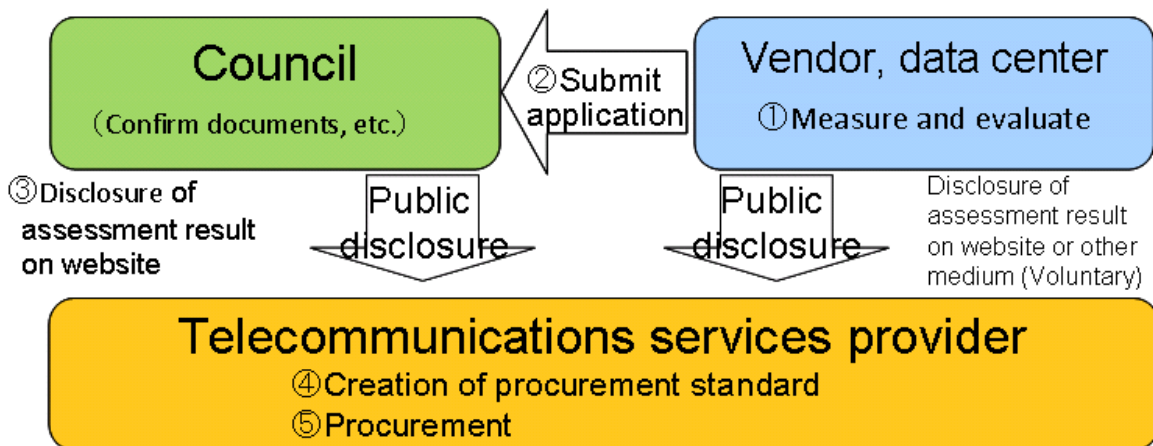 Council
（Confirm documents, etc.）
②Submit
application
Vendor, data center
①Measure and evaluate
③Disclosure of
assessment result
on website
Public
disclosure
Public
disclosure
Disclosure of
assessment result
on website or other
medium (Voluntary)
Telecommunications services provider
④Creation of procurement standard
⑤Procurement